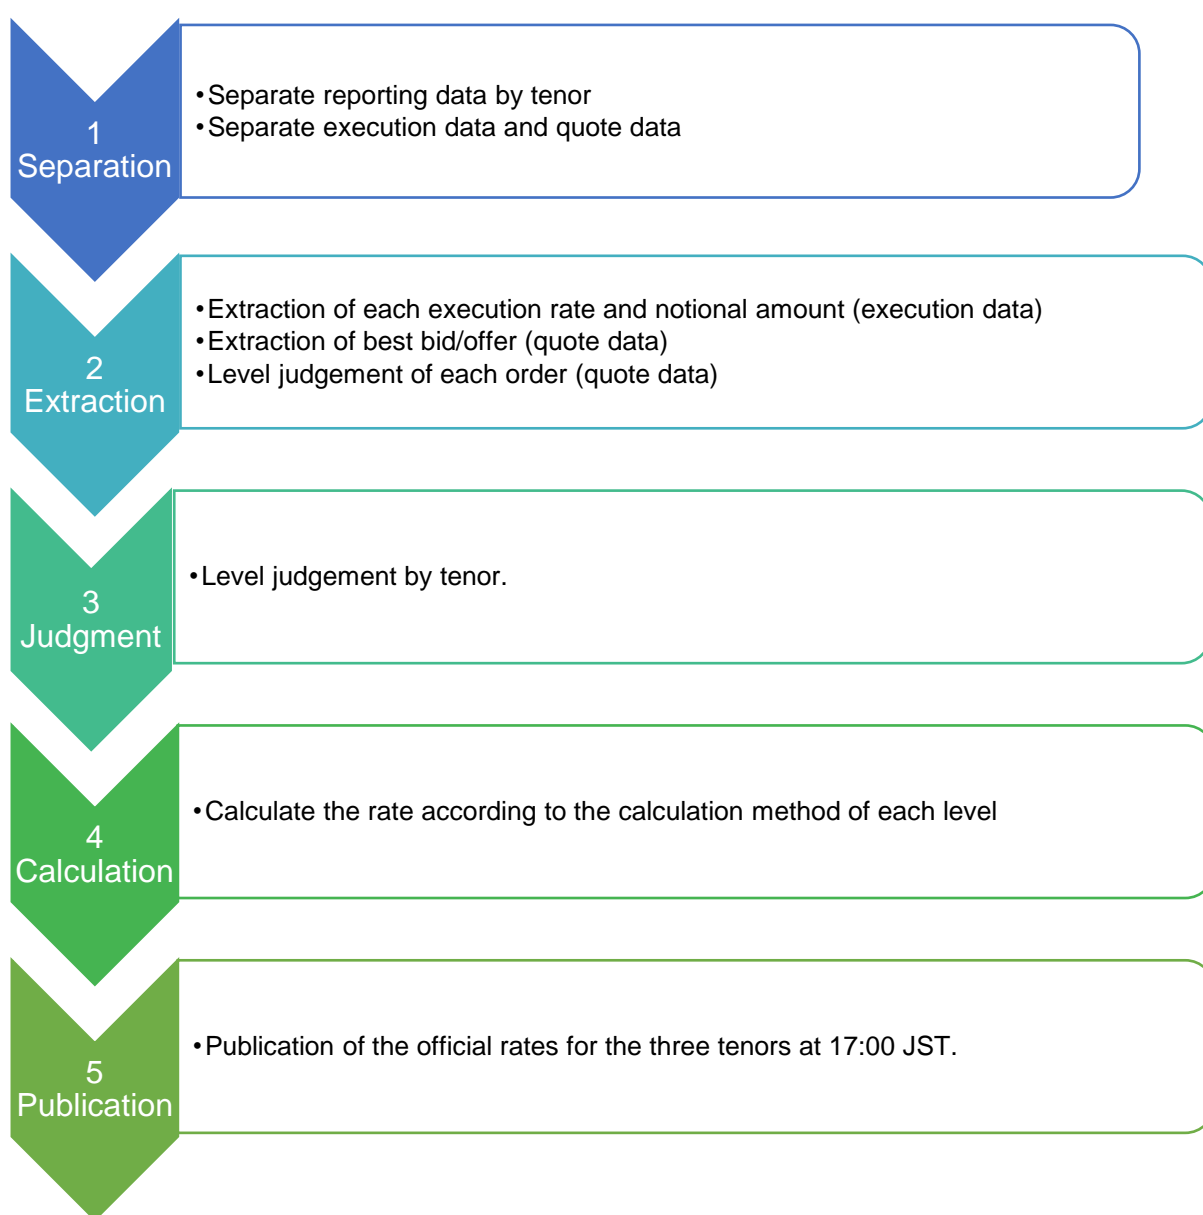 1
Separation
•Separate reporting data by tenor
•Separate execution data and quote data
2
Extraction
•Extraction of each execution rate and notional amount (execution data)
•Extraction of best bid/offer (quote data)
•Level judgement of each order (quote data)
3
Judgment
•Level judgement by tenor.
4
Calculation
•Calculate the rate according to the calculation method of each level
5
Publication
•Publication of the official rates for the three tenors at 17:00 JST.